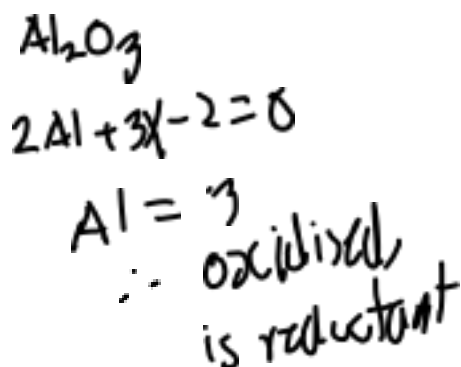 Al₂O₃
2Al + 3x - 2 = 0
Al = 3
∴ oxidised,
is reductant